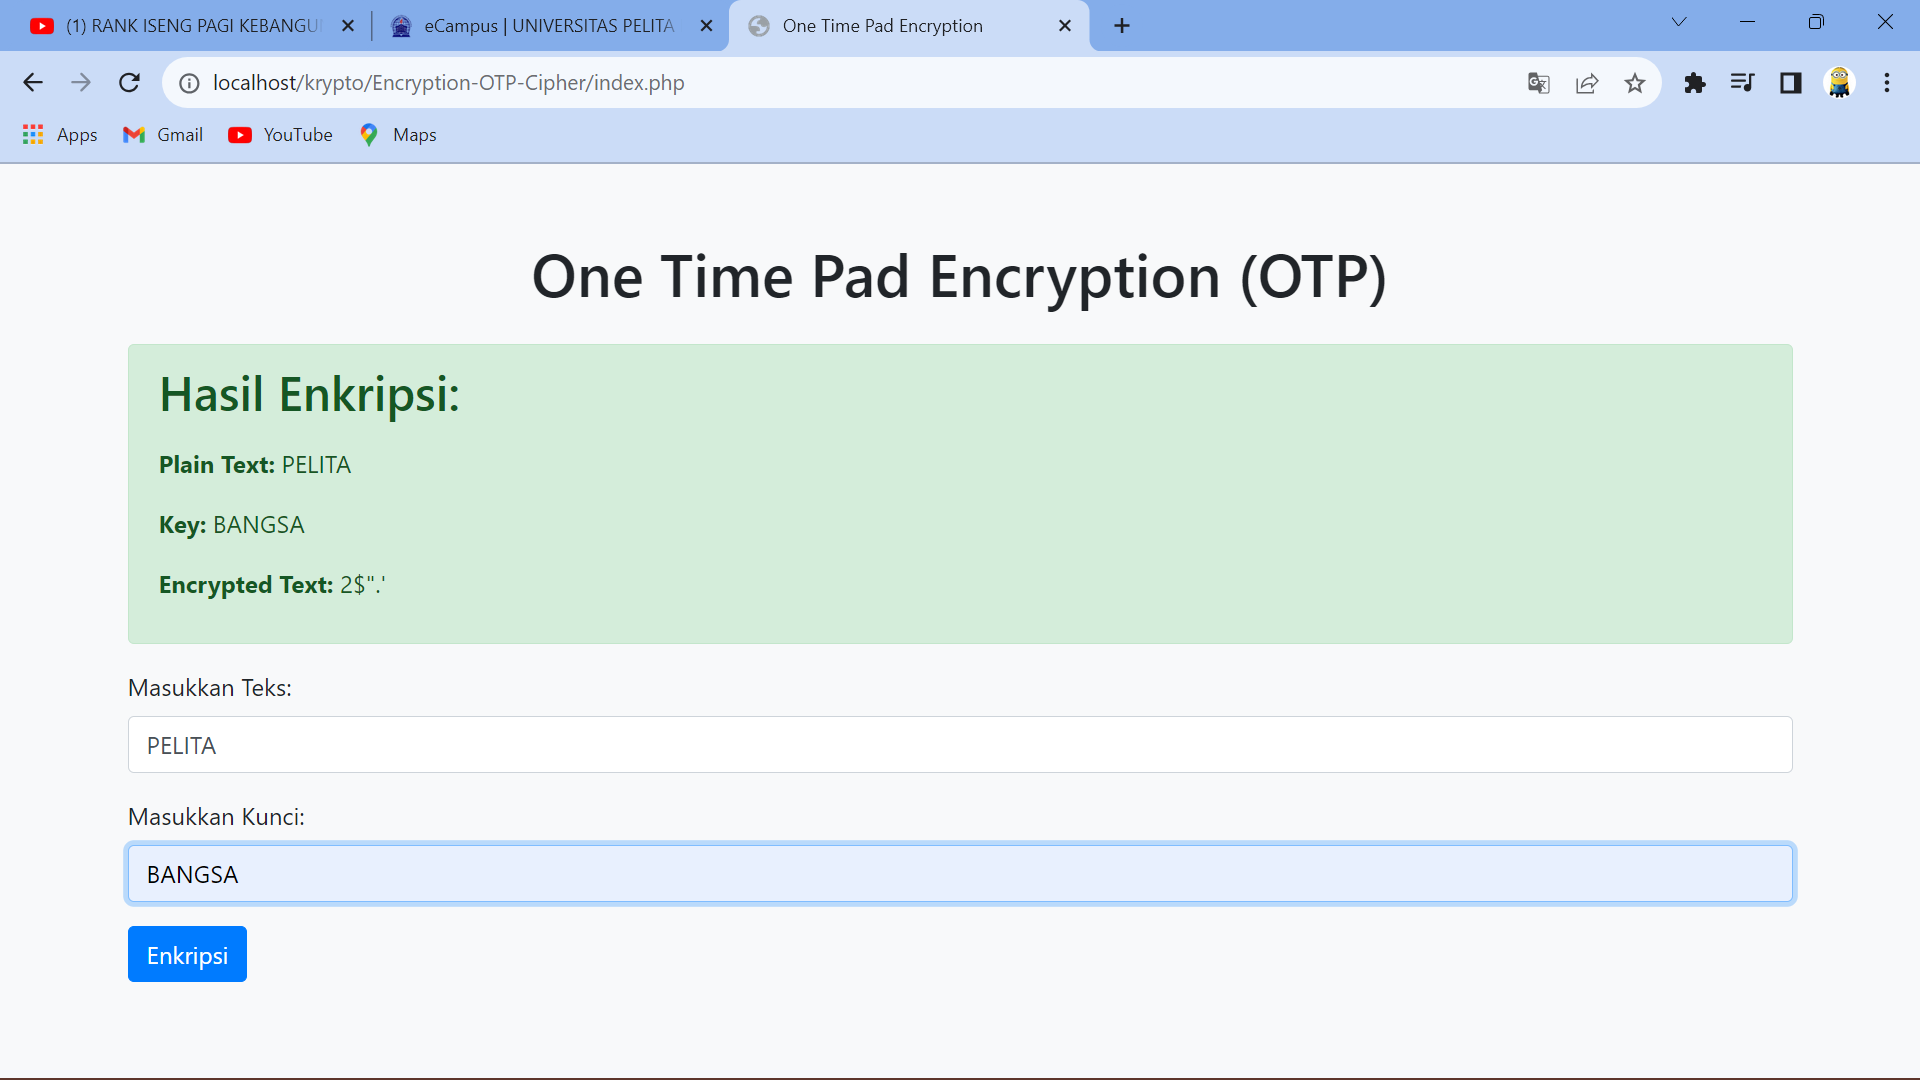 (1) RANK ISENG PAGI KEBANGU
eCampus | UNIVERSITAS PELITA
One Time Pad Encryption
localhost/krypto/Encryption-OTP-Cipher/index.php
Apps
Gmail
YouTube
Maps
One Time Pad Encryption (OTP)
Hasil Enkripsi:
Plain Text: PELITA
Key: BANGSA
Encrypted Text: 2$".'
Masukkan Teks:
PELITA
Masukkan Kunci:
BANGSA
Enkripsi